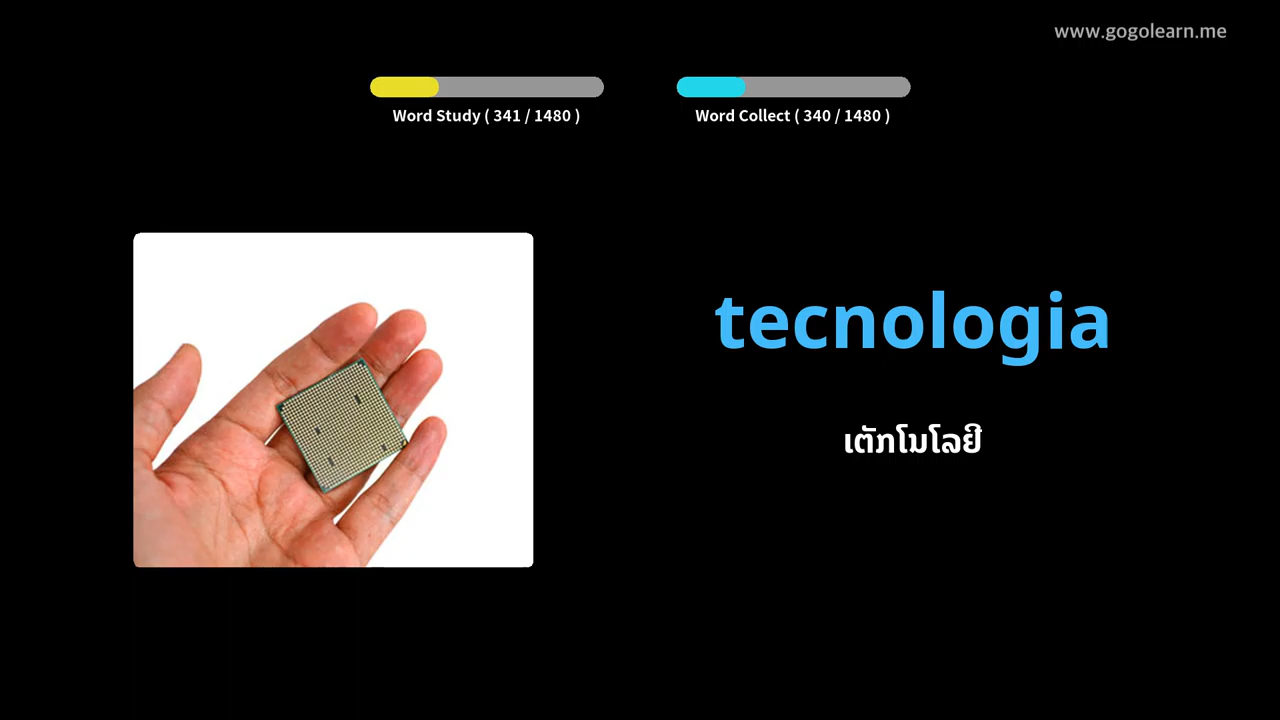 www.gogolearn.me
Word Study ( 341 / 1480 )
Word Collect ( 340 / 1480 )
tecnologia
ເຕັກໂນໂລຍີ